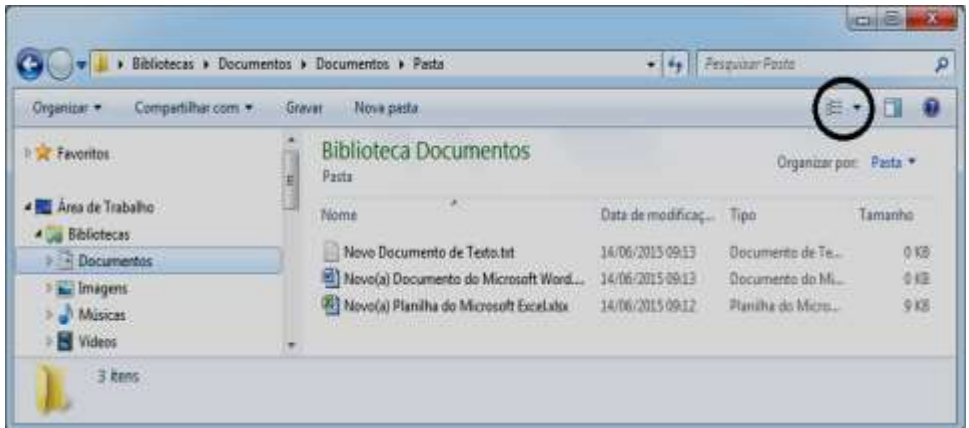 Bibliotecas ▸ Documentos ▸ Documentos ▸ Pasta
Pesquisar Pasta
Organizar
Compartilhar com
Gravar
Nova pasta
Favoritos
Área de Trabalho
Bibliotecas
Documentos
Imagens
Músicas
Vídeos
Biblioteca Documentos
Pasta
Organizar por: Pasta
Nome Data de modificaç... Tipo Tamanho
Novo Documento de Texto.txt 14/06/2015 09:13 Documento de Te... 0 KB
Novo(a) Documento do Microsoft Word.... 14/06/2015 09:13 Documento do Mi... 0 KB
Novo(a) Planilha do Microsoft Excel.xlsx 14/06/2015 09:12 Planilha do Micro... 9 KB
3 itens